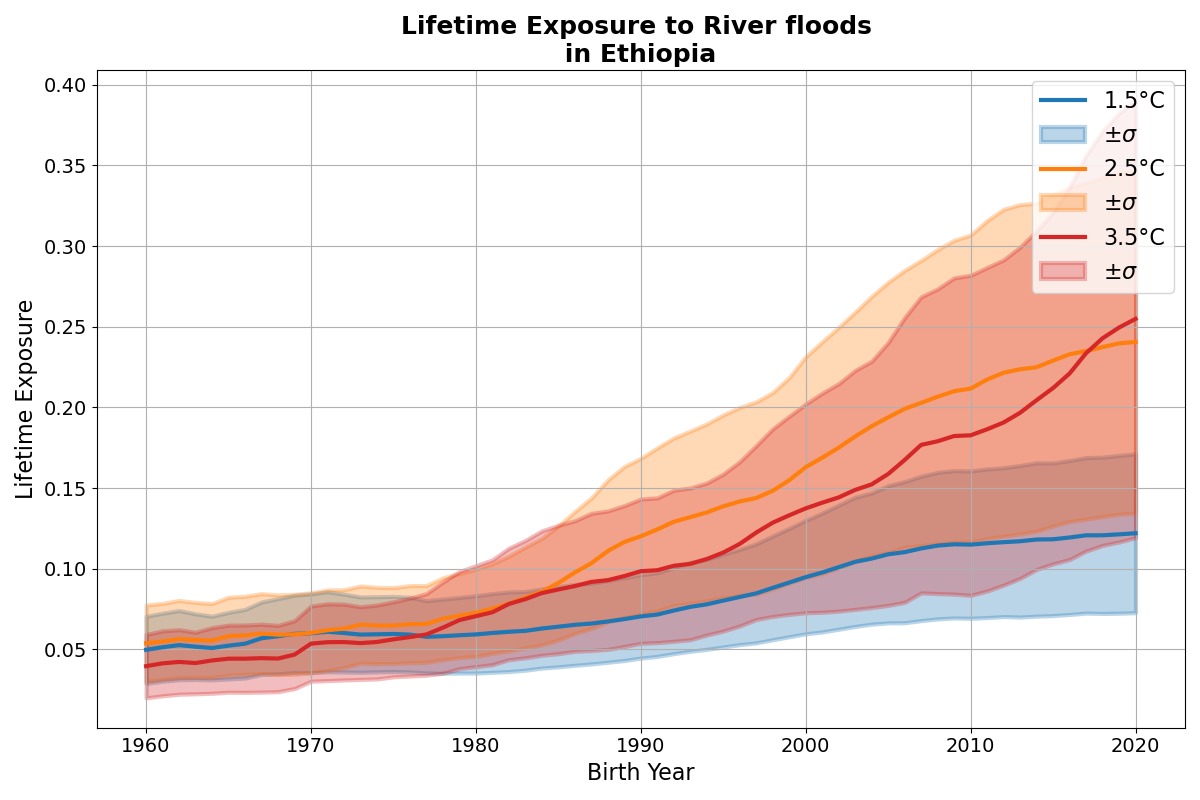 Lifetime Exposure to River floods
in Ethiopia
Lifetime Exposure
0.40
0.35
0.30
0.25
0.20
0.15
0.10
0.05
1960 1970 1980 1990 2000 2010 2020
Birth Year
1.5°C
±σ
2.5°C
±σ
3.5°C
±σ